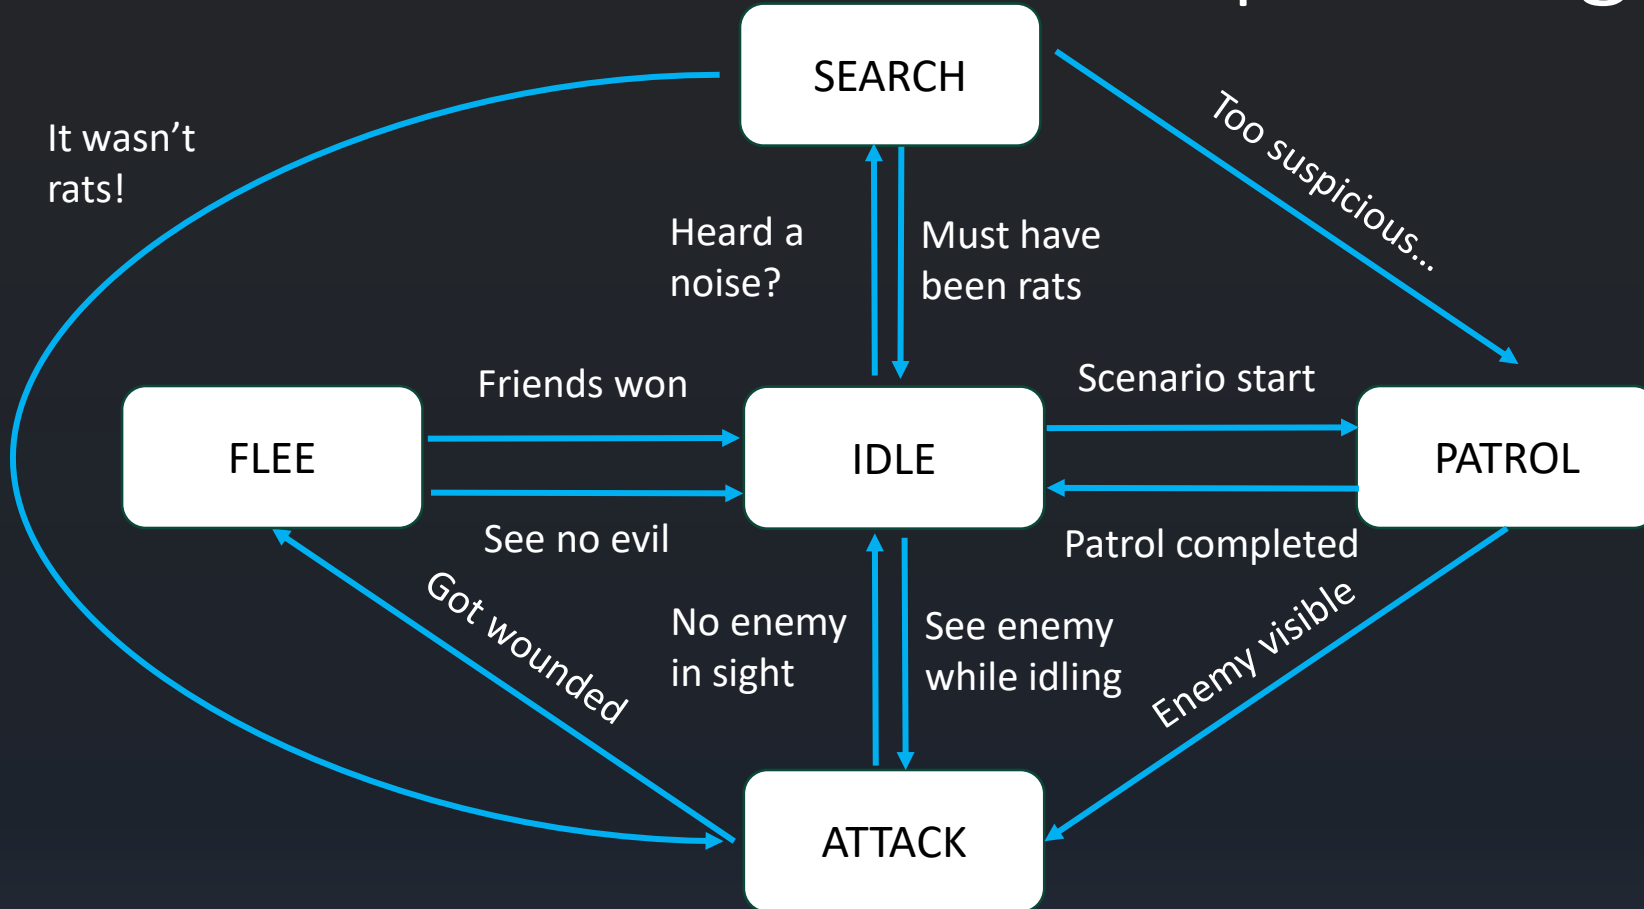 SEARCH
It wasn’t
rats!
Too suspicious...
Heard a
noise?
Must have
been rats
Friends won
Scenario start
FLEE
IDLE
PATROL
See no evil
Patrol completed
Got wounded
No enemy
in sight
See enemy
while idling
Enemy visible
ATTACK